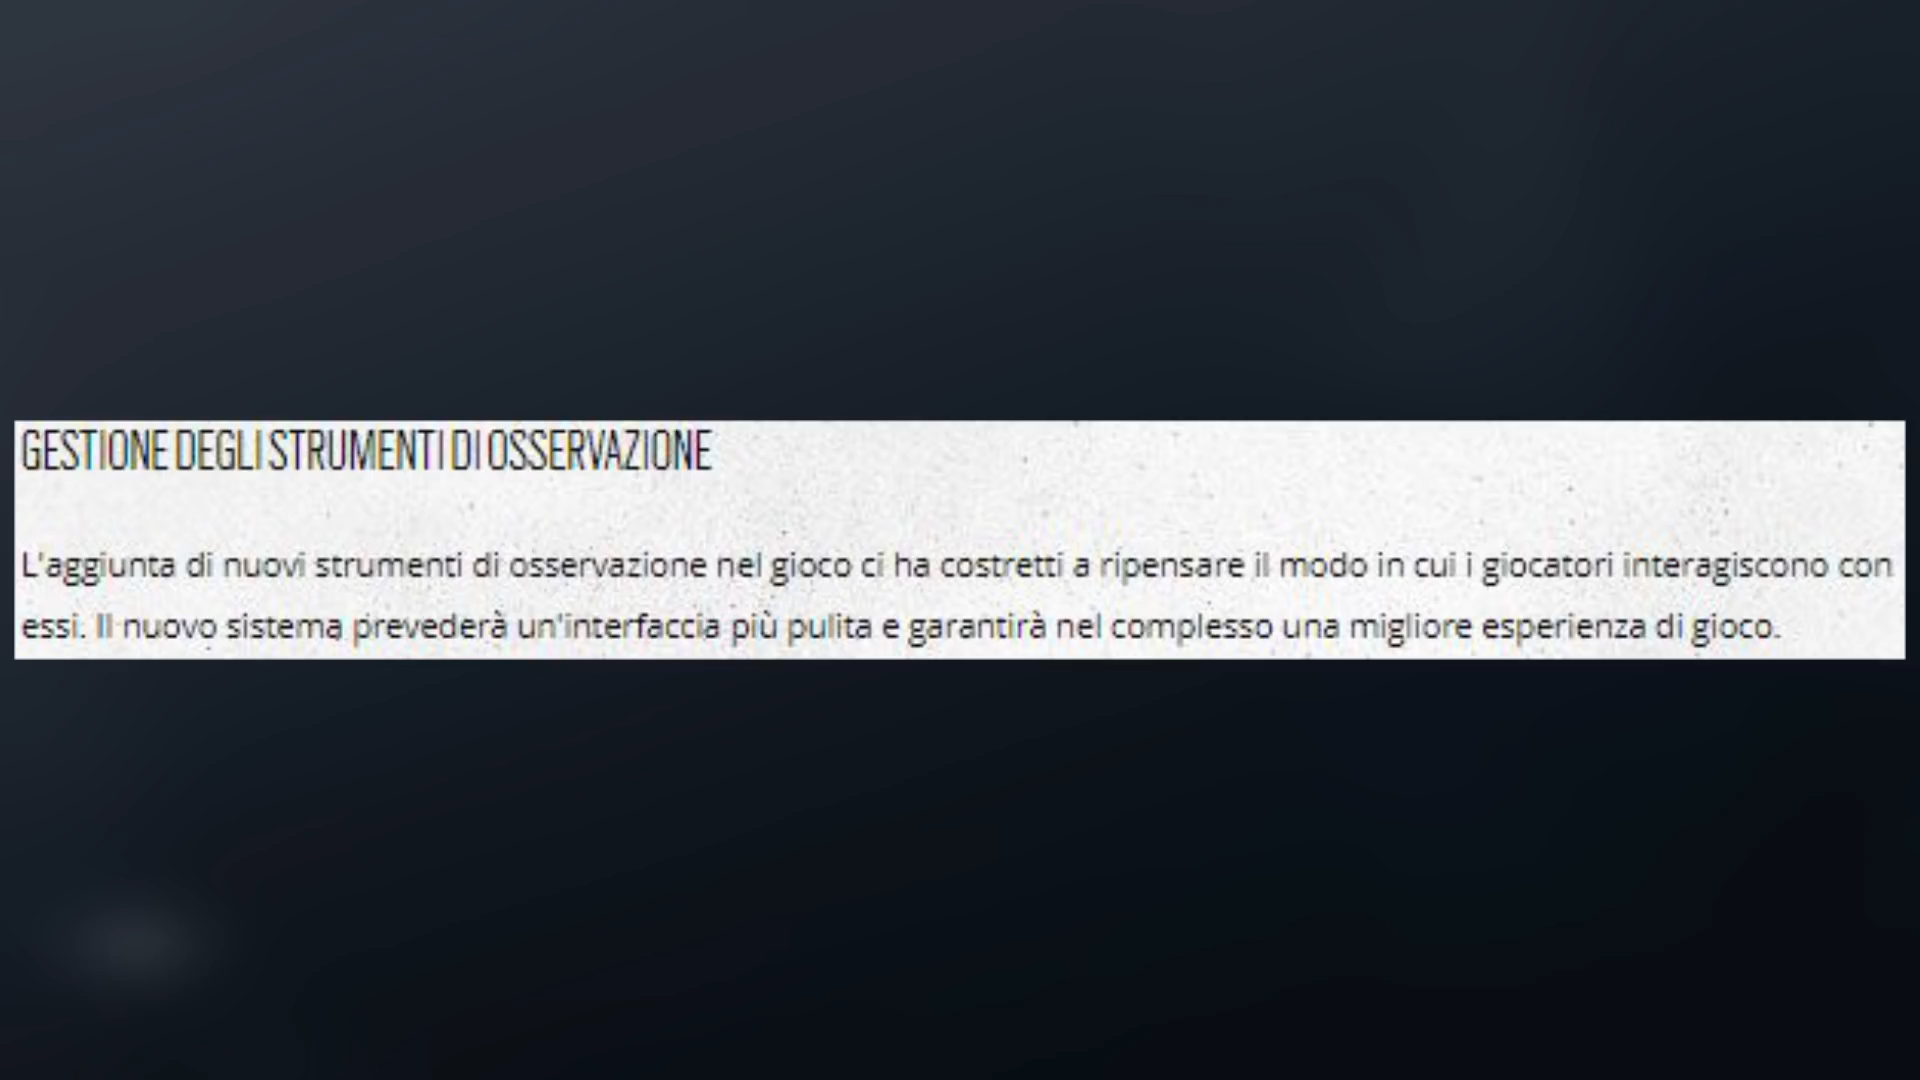 GESTIONE DEGLI STRUMENTI DI OSSERVAZIONE
L'aggiunta di nuovi strumenti di osservazione nel gioco ci ha costretti a ripensare il modo in cui i giocatori interagiscono con
essi. Il nuovo sistema prevederà un'interfaccia più pulita e garantirà nel complesso una migliore esperienza di gioco.